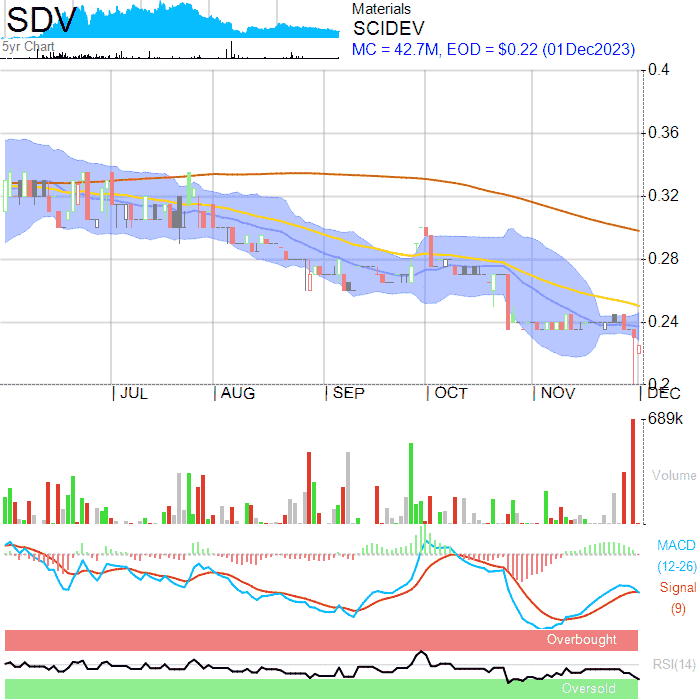 SDV
Materials
SCIDEV
5yr Chart
MC = 42.7M, EOD = $0.22 (01Dec2023)
0.4
0.36
0.32
0.28
0.24
0.2
JUL
AUG
SEP
OCT
NOV
DEC
689k
Volume
MACD
(12-26)
Signal
(9)
Overbought
RSI(14)
Oversold